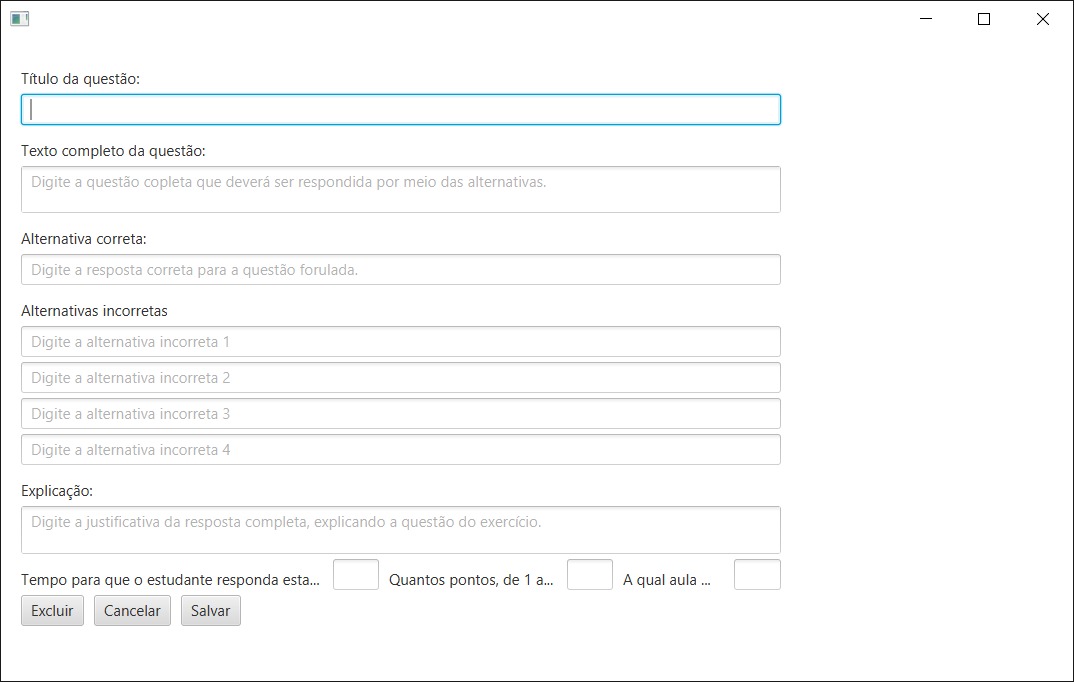 Título da questão:
Texto completo da questão:
Digite a questão copleta que deverá ser respondida por meio das alternativas.
Alternativa correta:
Digite a resposta correta para a questão forulada.
Alternativas incorretas
Digite a alternativa incorreta 1
Digite a alternativa incorreta 2
Digite a alternativa incorreta 3
Digite a alternativa incorreta 4
Explicação:
Digite a justificativa da resposta completa, explicando a questão do exercício.
Tempo para que o estudante responda esta... Quantos pontos, de 1 a... A qual aula ...
Excluir Cancelar Salvar